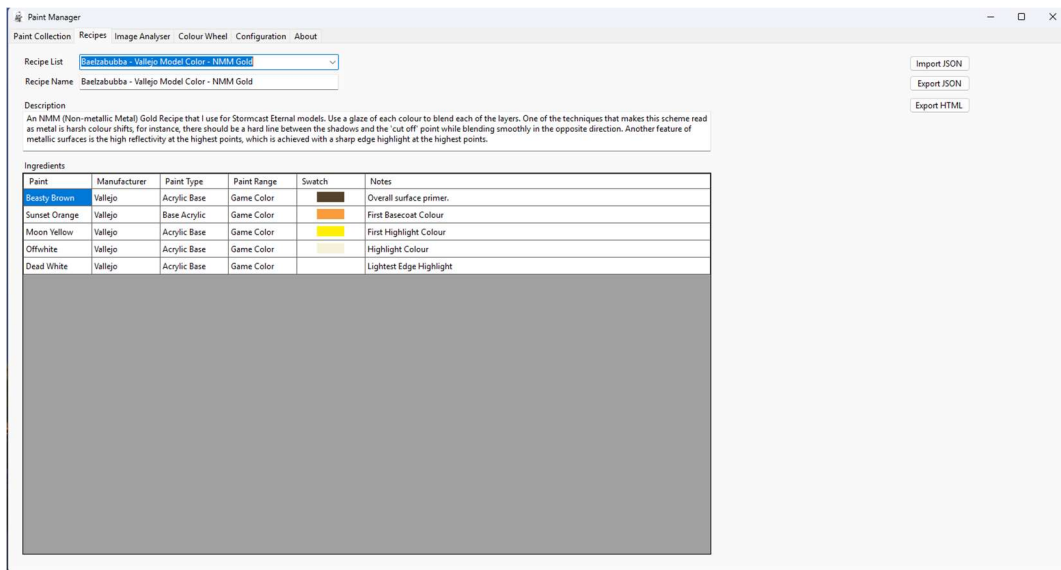 Paint Manager
Paint Collection Recipes Image Analyser Colour Wheel Configuration About
Recipe List Baelzabubba - Vallejo Model Color - NMM Gold Import JSON
Recipe Name Baelzabubba - Vallejo Model Color - NMM Gold Export JSON
Description Export HTML
An NMM (Non-metallic Metal) Gold Recipe that I use for Stormcast Eternal models. Use a glaze of each colour to blend each of the layers. One of the techniques that makes this scheme read
as metal is harsh colour shifts, for instance, there should be a hard line between the shadows and the 'cut off' point while blending smoothly in the opposite direction. Another feature of
metallic surfaces is the high reflectivity at the highest points, which is achieved with a sharp edge highlight at the highest points.
Ingredients
Paint Manufacturer Paint Type Paint Range Swatch Notes
Beasty Brown Vallejo Acrylic Base Game Color Overall surface primer.
Sunset Orange Vallejo Base Acrylic Game Color First Basecoat Colour
Moon Yellow Vallejo Acrylic Base Game Color First Highlight Colour
Offwhite Vallejo Acrylic Base Game Color Highlight Colour
Dead White Vallejo Acrylic Base Game Color Lightest Edge Highlight